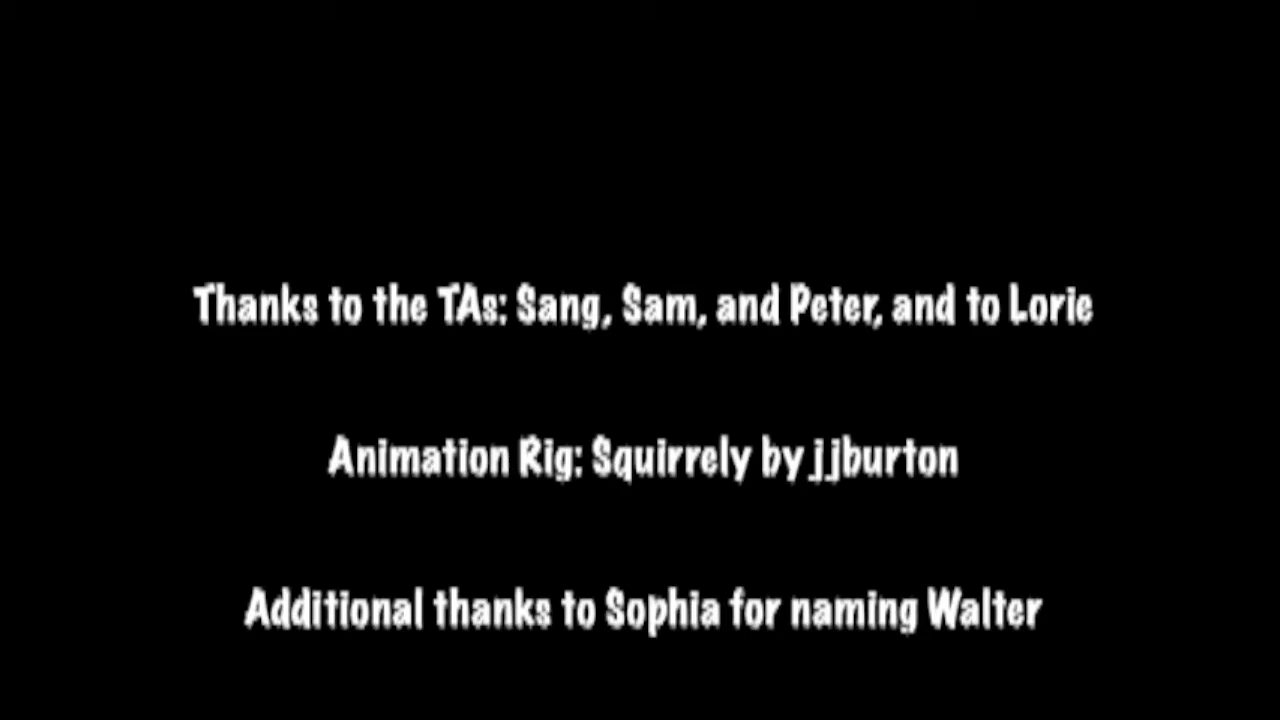 Thanks to the TAs: Sang, Sam, and Peter, and to Lorie
Animation Rig: Squirrely by jjburton
Additional thanks to Sophia for naming Walter